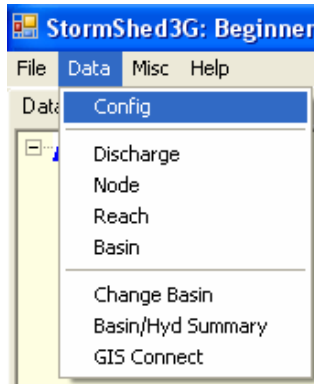 StormShed3G: Beginner
File Data Misc Help
Data
Config
Discharge
Node
Reach
Basin
Change Basin
Basin/Hyd Summary
GIS Connect